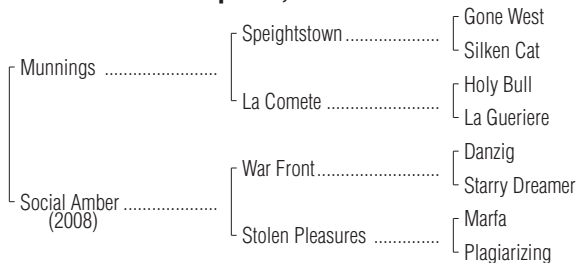 Gone West
Speightstown
Silken Cat
Munnings
Holy Bull
La Comete
La Gueriere
Danzig
War Front
Starry Dreamer
Social Amber
(2008)
Marfa
Stolen Pleasures
Plagiarizing